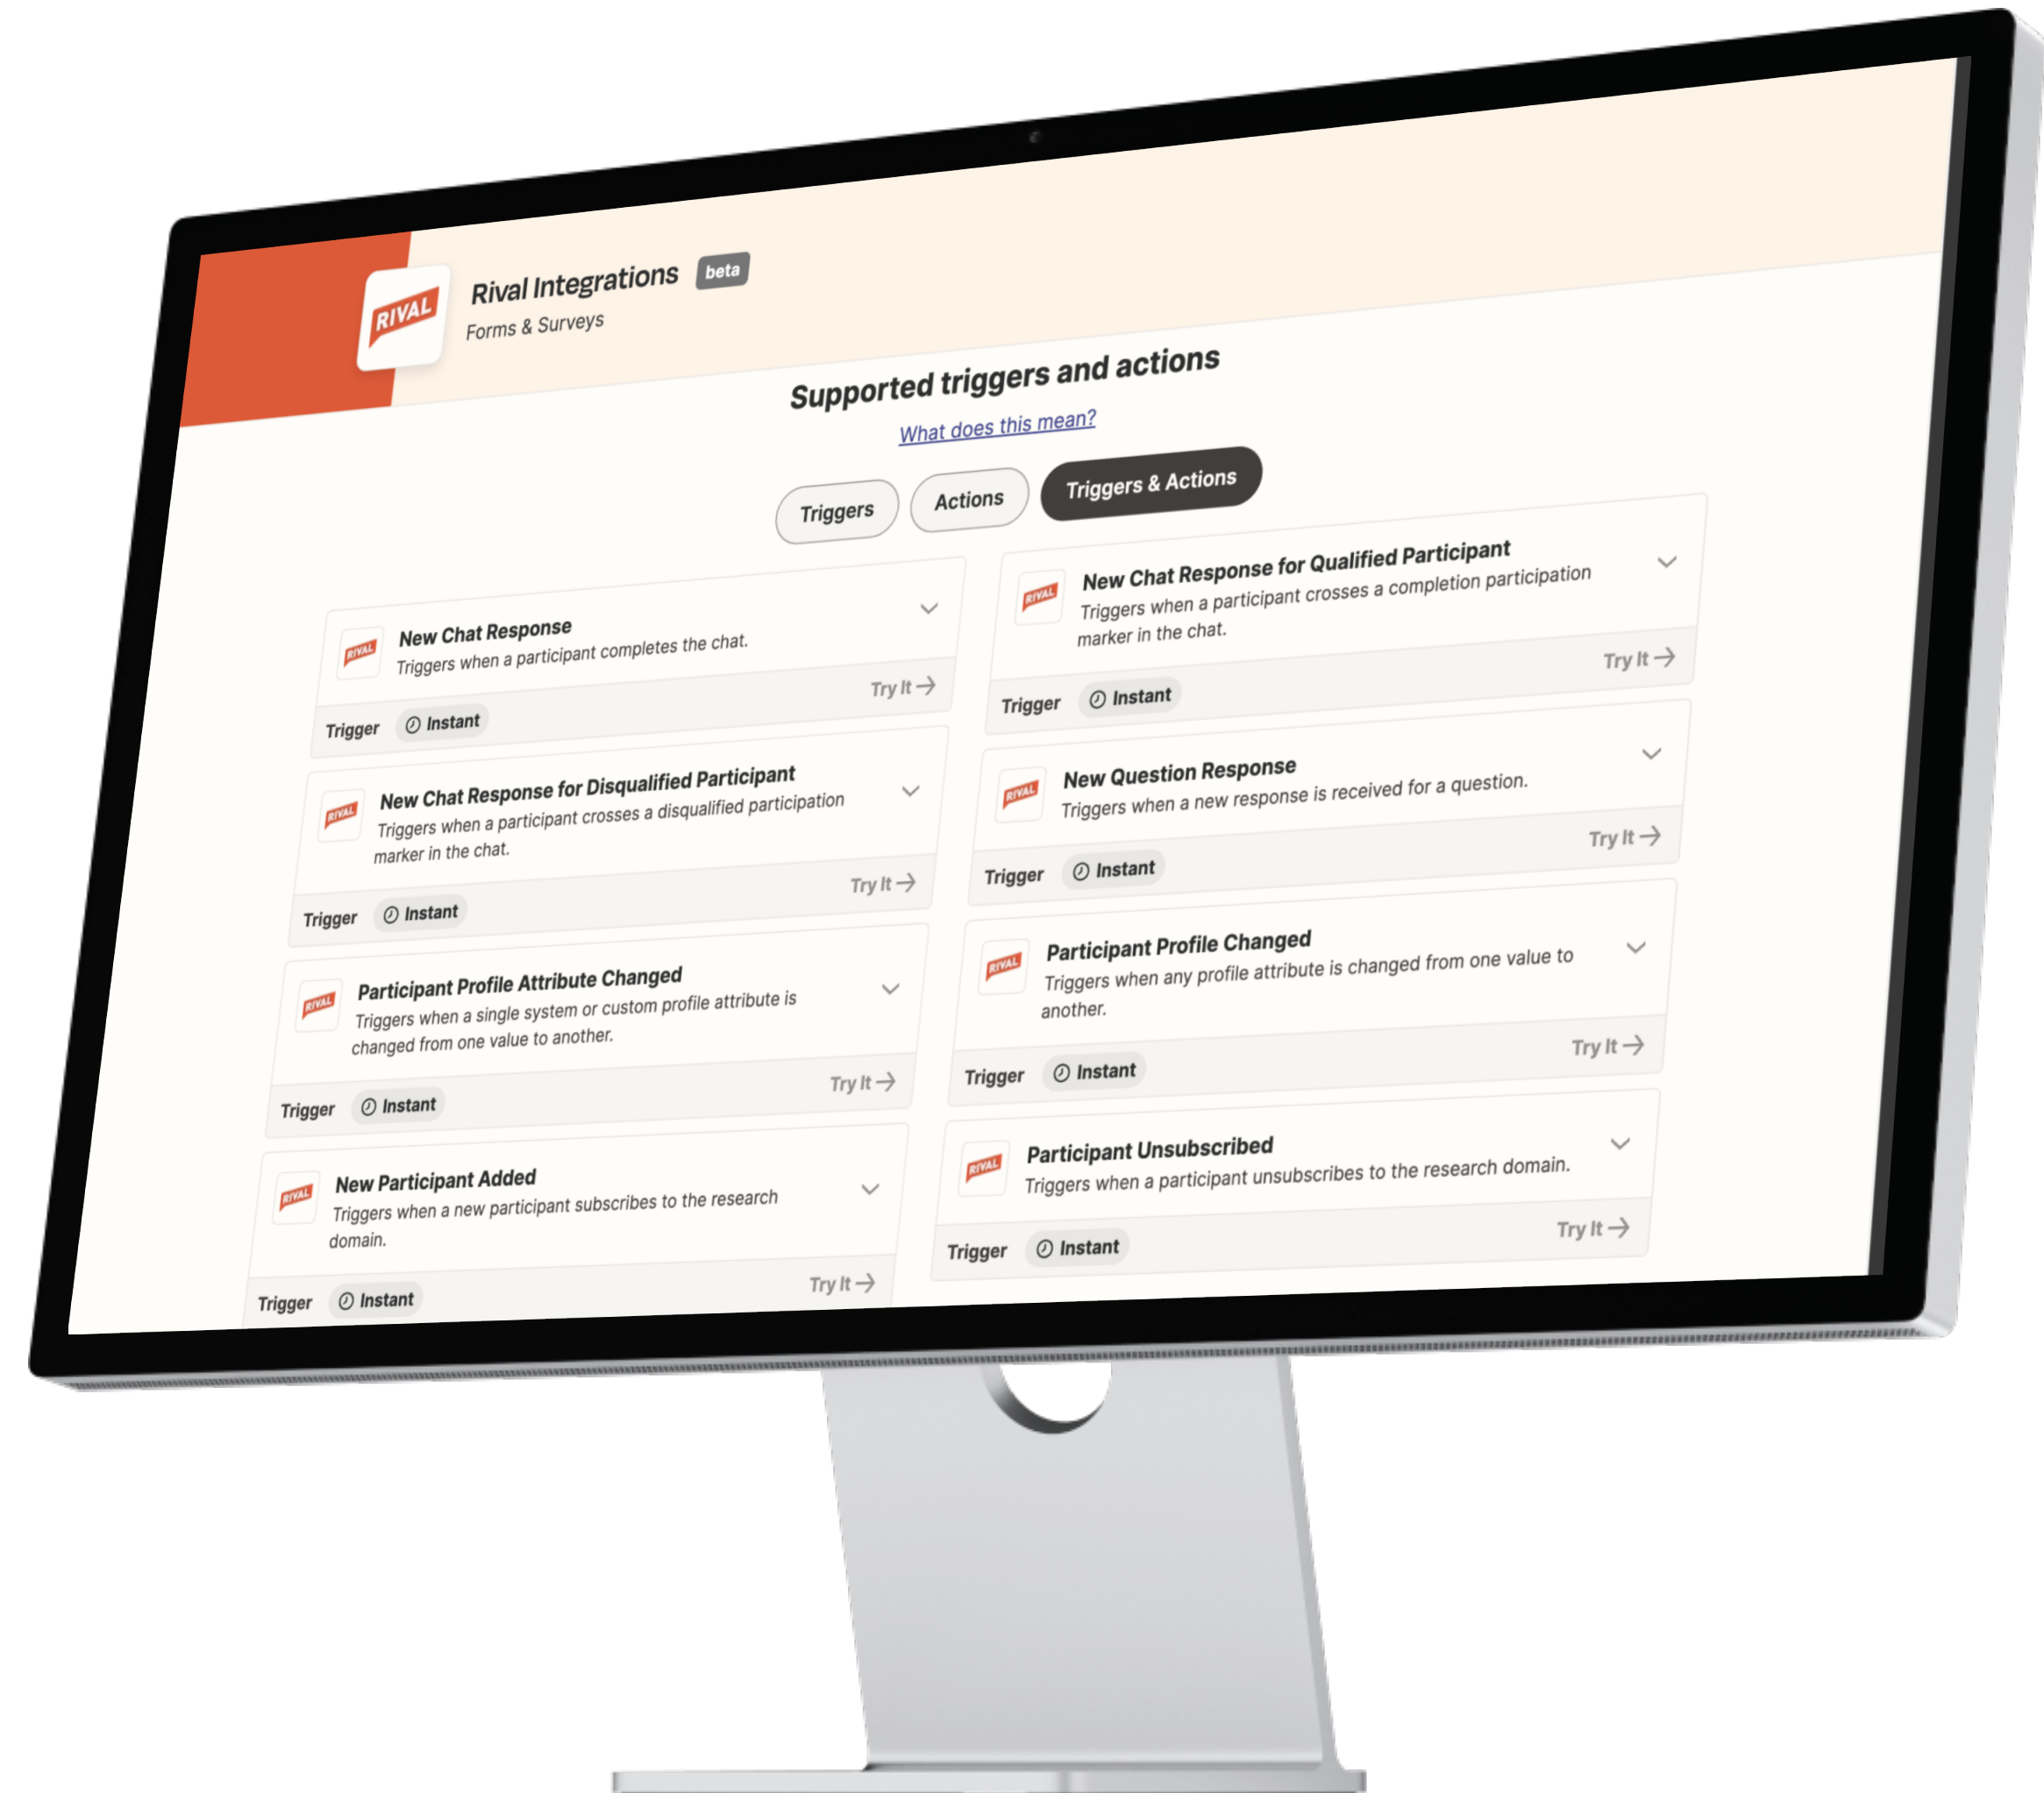 RIVAL
Rival Integrations
beta
Forms & Surveys
Supported triggers and actions
What does this mean?
Triggers
Actions
Triggers & Actions
RIVAL
New Chat Response
Triggers when a participant completes the chat.
Trigger
Instant
Try It
RIVAL
New Chat Response for Qualified Participant
Triggers when a participant crosses a completion participation
marker in the chat.
Trigger
Instant
Try It
RIVAL
New Chat Response for Disqualified Participant
Triggers when a participant crosses a disqualified participation
marker in the chat.
Trigger
Instant
Try It
RIVAL
New Question Response
Triggers when a new response is received for a question.
Trigger
Instant
Try It
RIVAL
Participant Profile Attribute Changed
Triggers when a single system or custom profile attribute is
changed from one value to another.
Trigger
Instant
Try It
RIVAL
Participant Profile Changed
Triggers when any profile attribute is changed from one value to
another.
Trigger
Instant
Try It
RIVAL
New Participant Added
Triggers when a new participant subscribes to the research
domain.
Trigger
Instant
Try It
RIVAL
Participant Unsubscribed
Triggers when a participant unsubscribes to the research domain.
Trigger
Instant
Try It